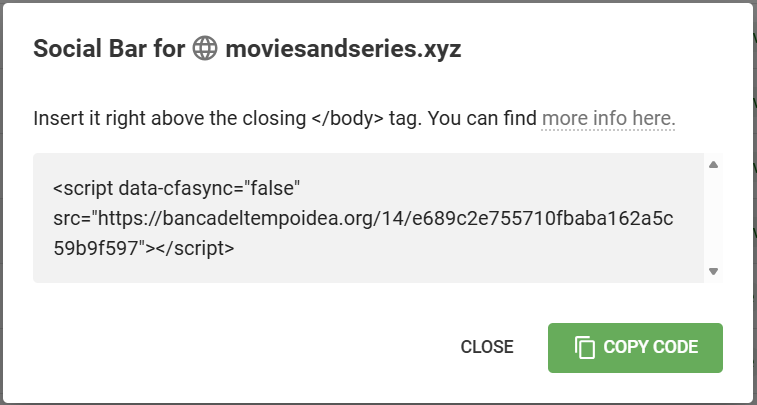 Social Bar for moviesandseries.xyz
Insert it right above the closing </body> tag. You can find more info here.
<script data-cfasync="false"
src="https://bancadeltempoidea.org/14/e689c2e755710fbaba162a5c
59b9f597"></script>
CLOSE COPY CODE